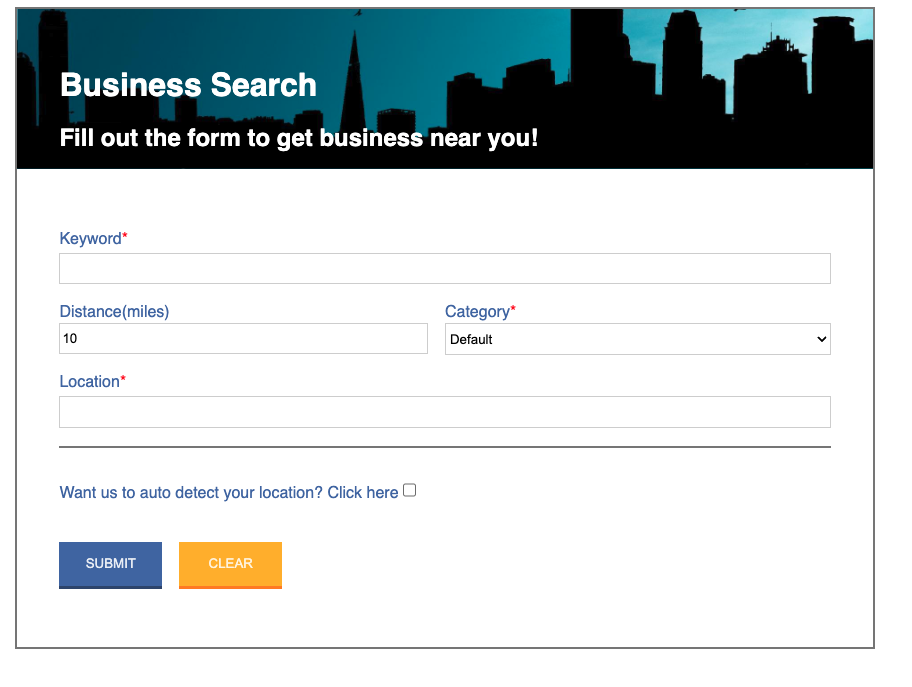 Business Search
Fill out the form to get business near you!
Keyword*
Distance(miles) Category*
10 Default
Location*
Want us to auto detect your location? Click here
SUBMIT CLEAR